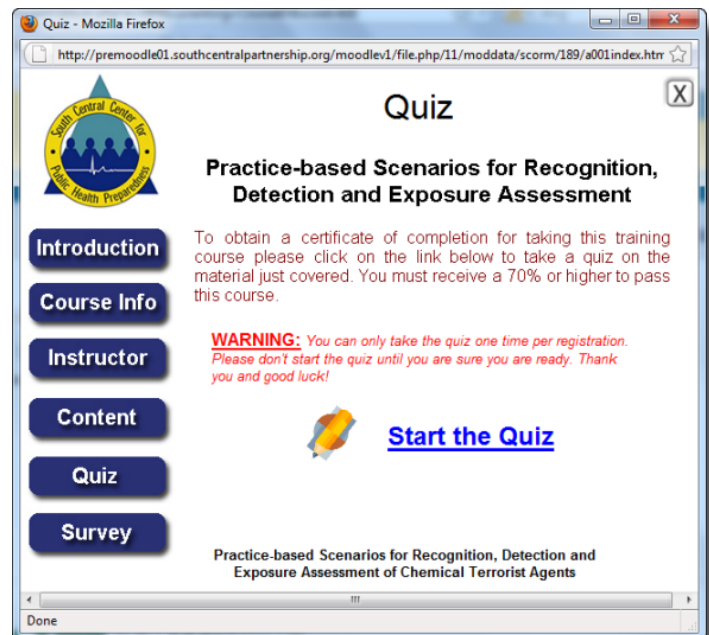 Quiz - Mozilla Firefox
http://premoodle01.southcentralpartnership.org/moodlev1/file.php/11/moddata/scorm/189/a001index.htm
South Central Center for
Public Health Preparedness
X
Quiz
Practice-based Scenarios for Recognition,
Detection and Exposure Assessment
Introduction
Course Info
Instructor
Content
Quiz
Survey
To obtain a certificate of completion for taking this training
course please click on the link below to take a quiz on the
material just covered. You must receive a 70% or higher to pass
this course.
WARNING: You can only take the quiz one time per registration.
Please don't start the quiz until you are sure you are ready. Thank
you and good luck!
Start the Quiz
Practice-based Scenarios for Recognition, Detection and
Exposure Assessment of Chemical Terrorist Agents
Done